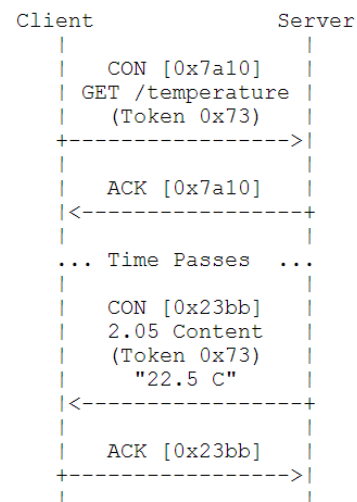 Client Server
CON [0x7a10]
GET /temperature
(Token 0x73)
ACK [0x7a10]
... Time Passes ...
CON [0x23bb]
2.05 Content
(Token 0x73)
"22.5 C"
ACK [0x23bb]